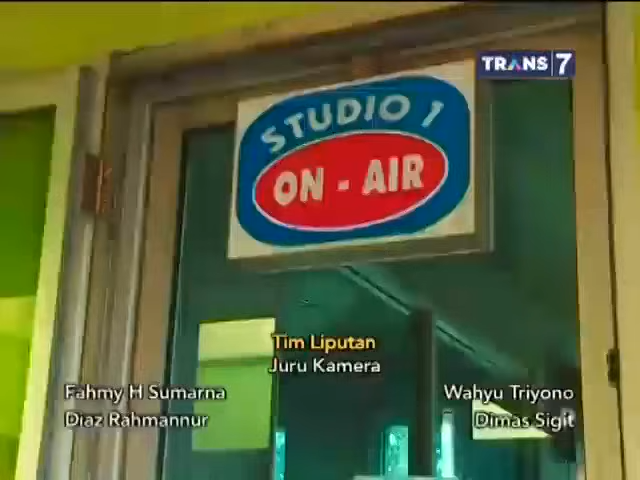 TRANS 7
STUDIO 1
ON - AIR
Tim Liputan
Juru Kamera
Fahmy H Sumarna
Wahyu Triyono
Diaz Rahmannur
Dimas Sigit